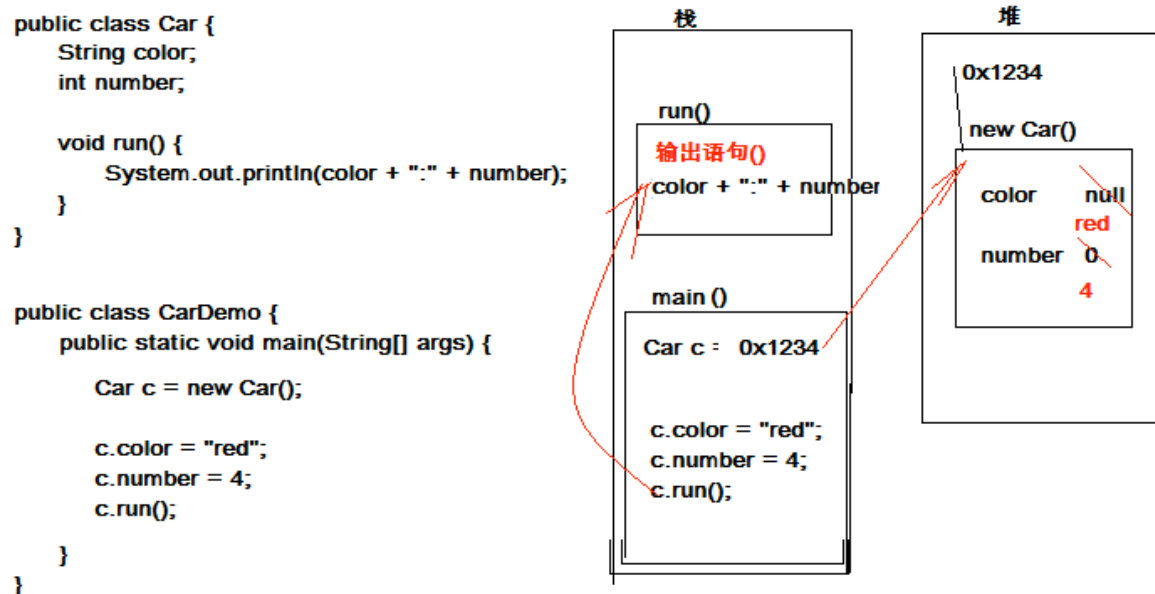 public class Car {
String color;
int number;
void run() {
System.out.println(color + ":" + number);
}
}
public class CarDemo {
public static void main(String[] args) {
Car c = new Car();
c.color = "red";
c.number = 4;
c.run();
}
}
栈
run()
输出语句()
color + ":" + number
main ()
Car c = 0x1234
c.color = "red";
c.number = 4;
c.run();
堆
0x1234
new Car()
color null
red
number 0
4